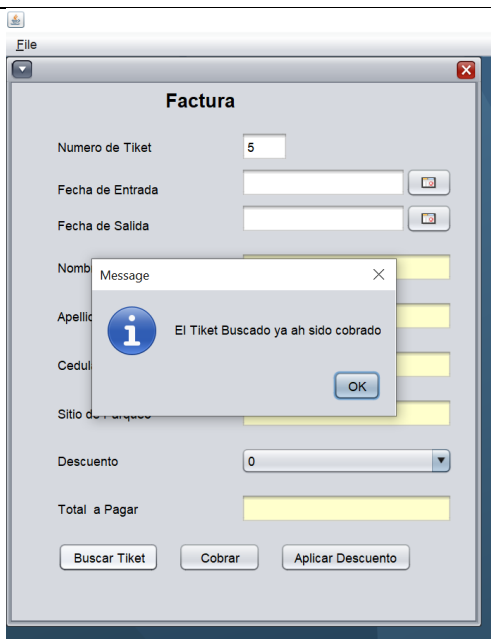 File
Factura
Numero de Tiket 5
Fecha de Entrada
Fecha de Salida
Message
El Tiket Buscado ya ah sido cobrado
OK
Descuento 0
Total a Pagar
Buscar Tiket Cobrar Aplicar Descuento